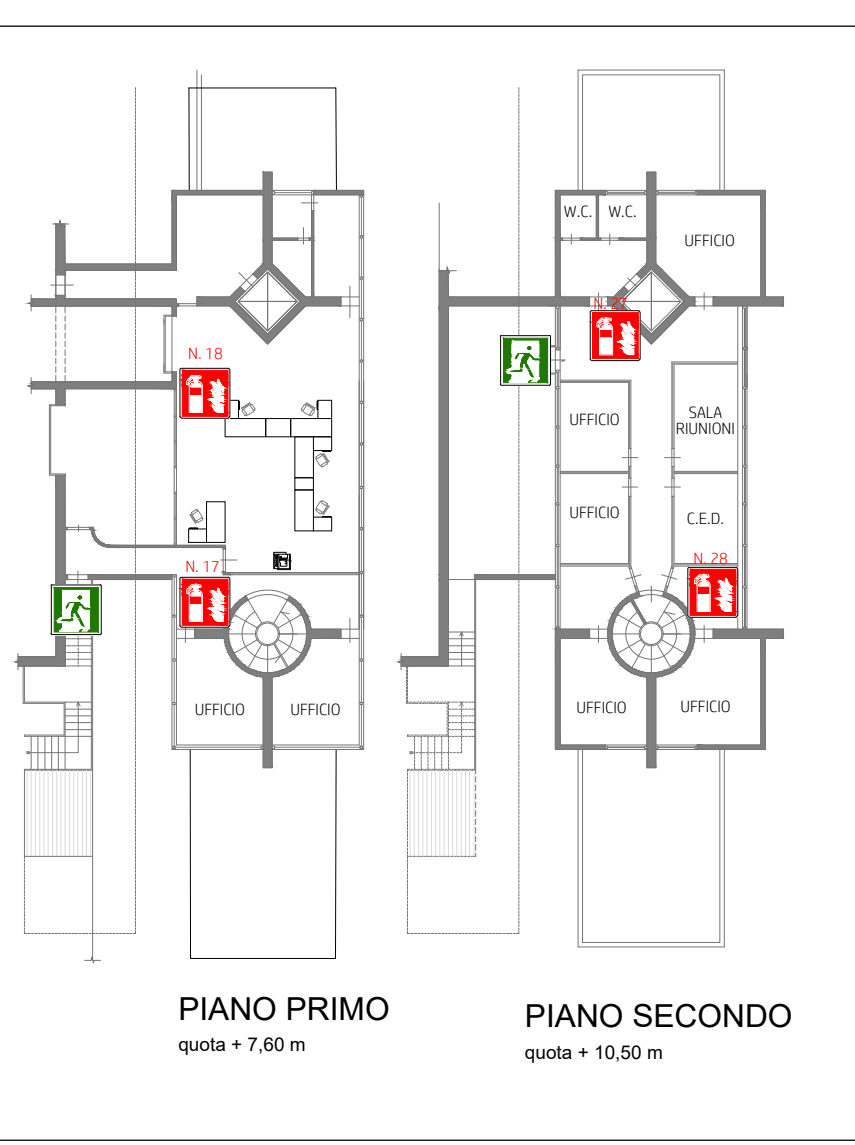 N. 18
N. 17
UFFICIO
UFFICIO
PIANO PRIMO
quota + 7,60 m
W.C.
W.C.
UFFICIO
N. 27
UFFICIO
SALA
RIUNIONI
UFFICIO
C.E.D.
N. 28
UFFICIO
UFFICIO
PIANO SECONDO
quota + 10,50 m